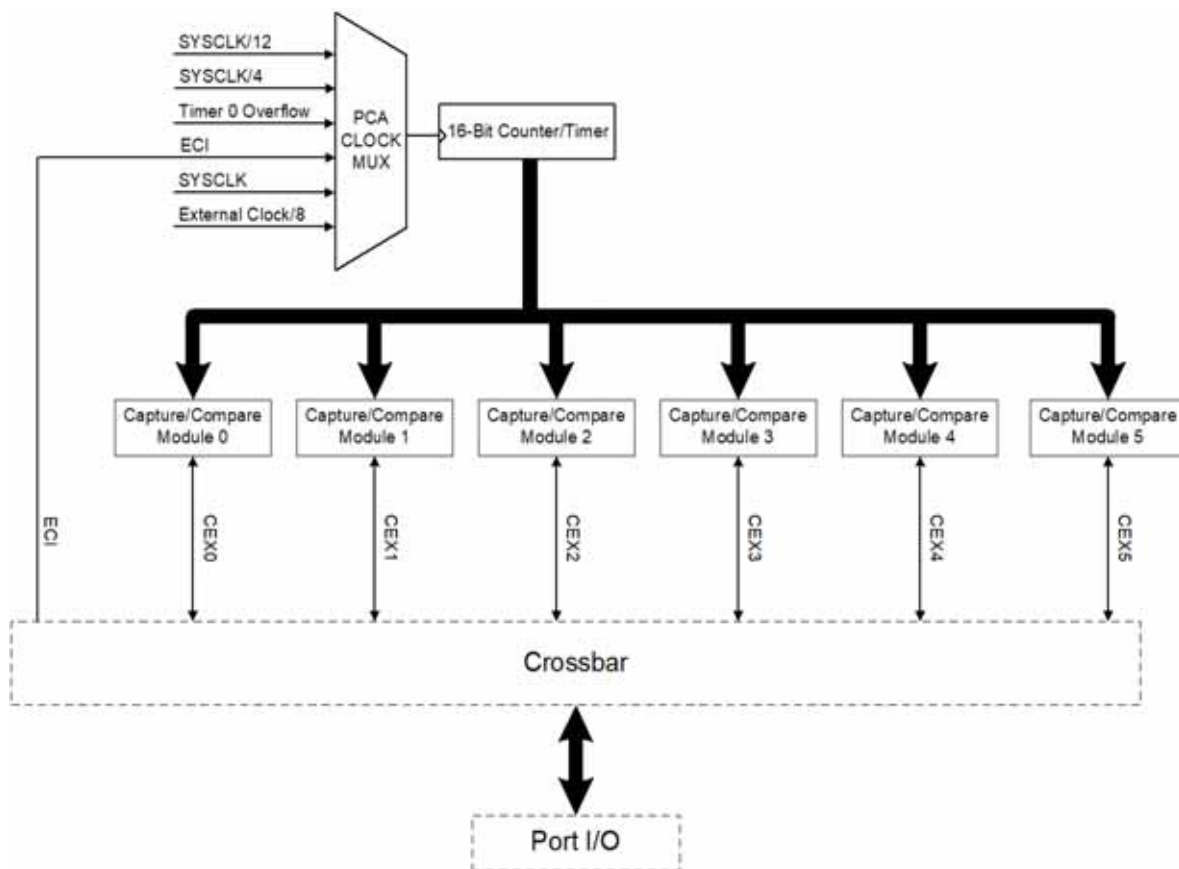 SYSCLK/12
SYSCLK/4
Timer 0 Overflow
ECI
SYSCLK
External Clock/8
PCA
CLOCK
MUX
16-Bit Counter/Timer
Capture/Compare
Module 0
Capture/Compare
Module 1
Capture/Compare
Module 2
Capture/Compare
Module 3
Capture/Compare
Module 4
Capture/Compare
Module 5
ECI
CEX0
CEX1
CEX2
CEX3
CEX4
CEX5
Crossbar
Port I/O